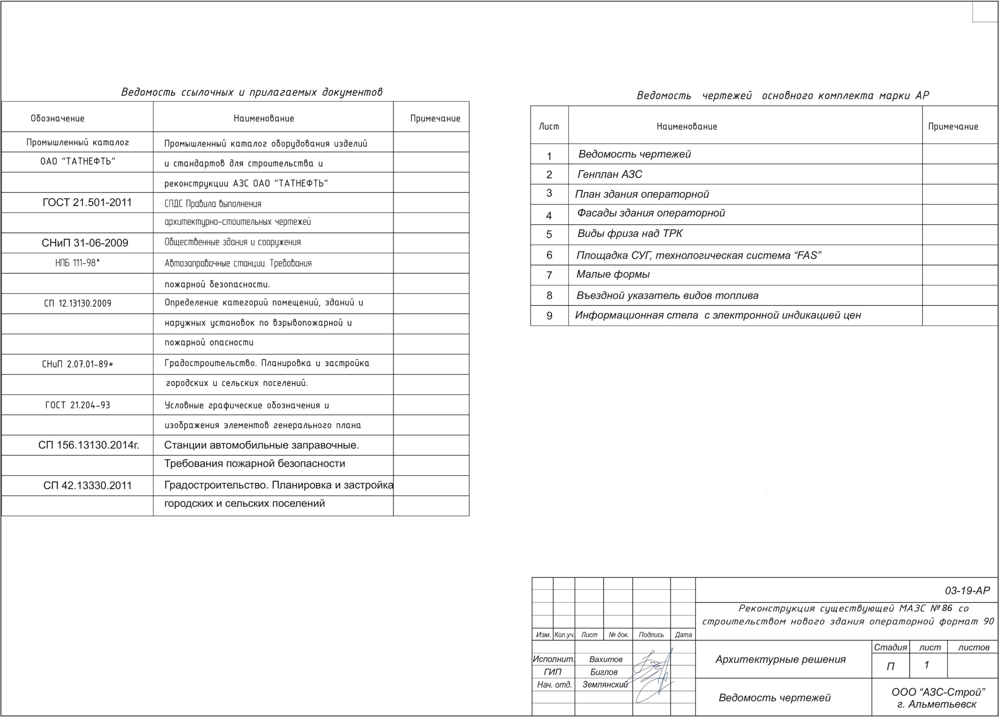 Ведомость ссылочных и прилагаемых документов
Обозначение Наименование Примечание
Промышленный каталог Промышленный каталог оборудования изделий
ОАО "ТАТНЕФТЬ" и стандартов для строительства и
реконструкции АЗС ОАО "ТАТНЕФТЬ"
ГОСТ 21.501-2011 СПДС Правила выполнения
архитектурно-стоительных чертежей
СНиП 31-06-2009 Общественные здания и сооружения
НПБ 111-98* Автозаправочные станции. Требования
пожарной безопасности.
СП 12.13130.2009 Определение категорий помещений, зданий и
наружных установок по взрывопожарной и
пожарной опасности
СНиП 2.07.01-89* Градостроительство. Планировка и застройка
городских и сельских поселений.
ГОСТ 21.204-93 Условные графические обозначения и
изображения элементов генерального плана
СП 156.13130.2014г. Станции автомобильные заправочные.
Требования пожарной безопасности
СП 42.13330.2011 Градостроительство. Планировка и застройка
городских и сельских поселений
Ведомость чертежей основного комплекта марки АР
Лист Наименование Примечание
1 Ведомость чертежей
2 Генплан АЗС
3 План здания операторной
4 Фасады здания операторной
5 Виды фриза над ТРК
6 Площадка СУГ, технологическая система “FAS”
7 Малые формы
8 Въездной указатель видов топлива
9 Информационная стела с электронной индикацией цен
03-19-АР
Реконструкция существующей МАЗС № 86 со
строительством нового здания операторной формат 90
Изм. Кол.уч. Лист № док. Подпись Дата
Исполнит. Вахитов
ГИП Биглов
Нач. отд. Землянский
Архитектурные решения
Стадия лист листов
П 1
Ведомость чертежей
ООО “АЗС-Строй”
г. Альметьевск